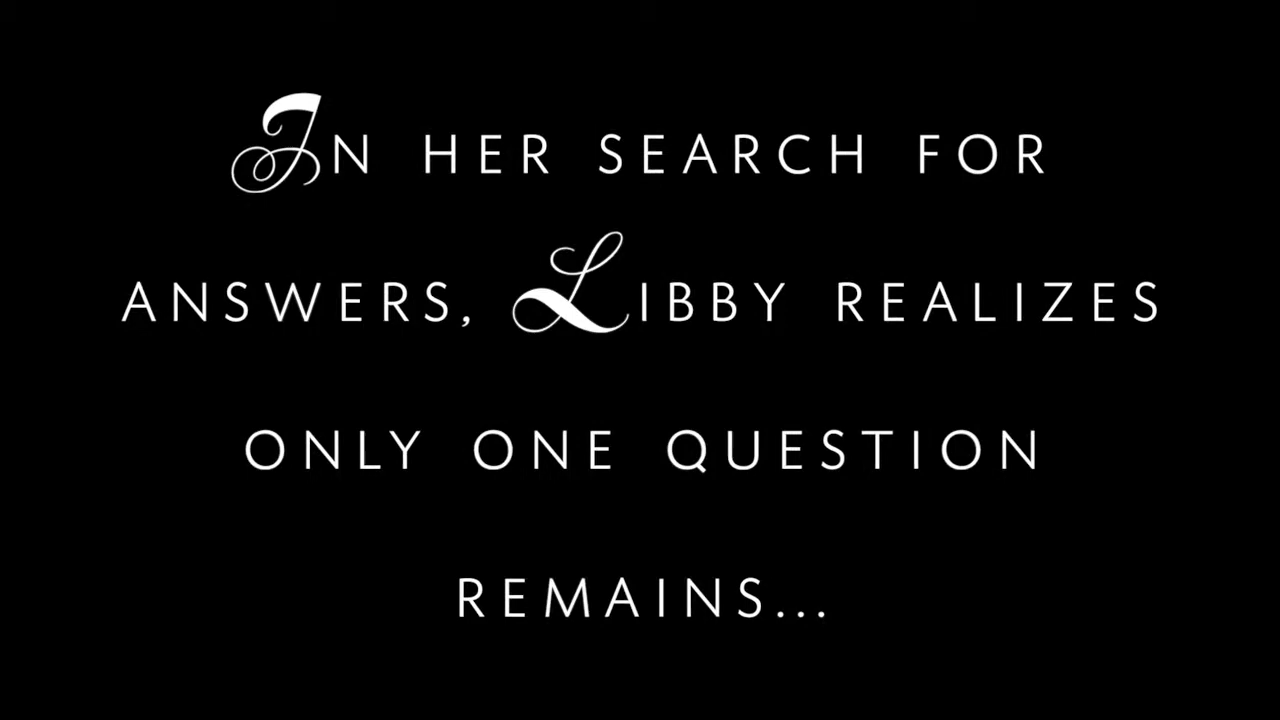 In her search for
answers, Libby realizes
only one question
remains...